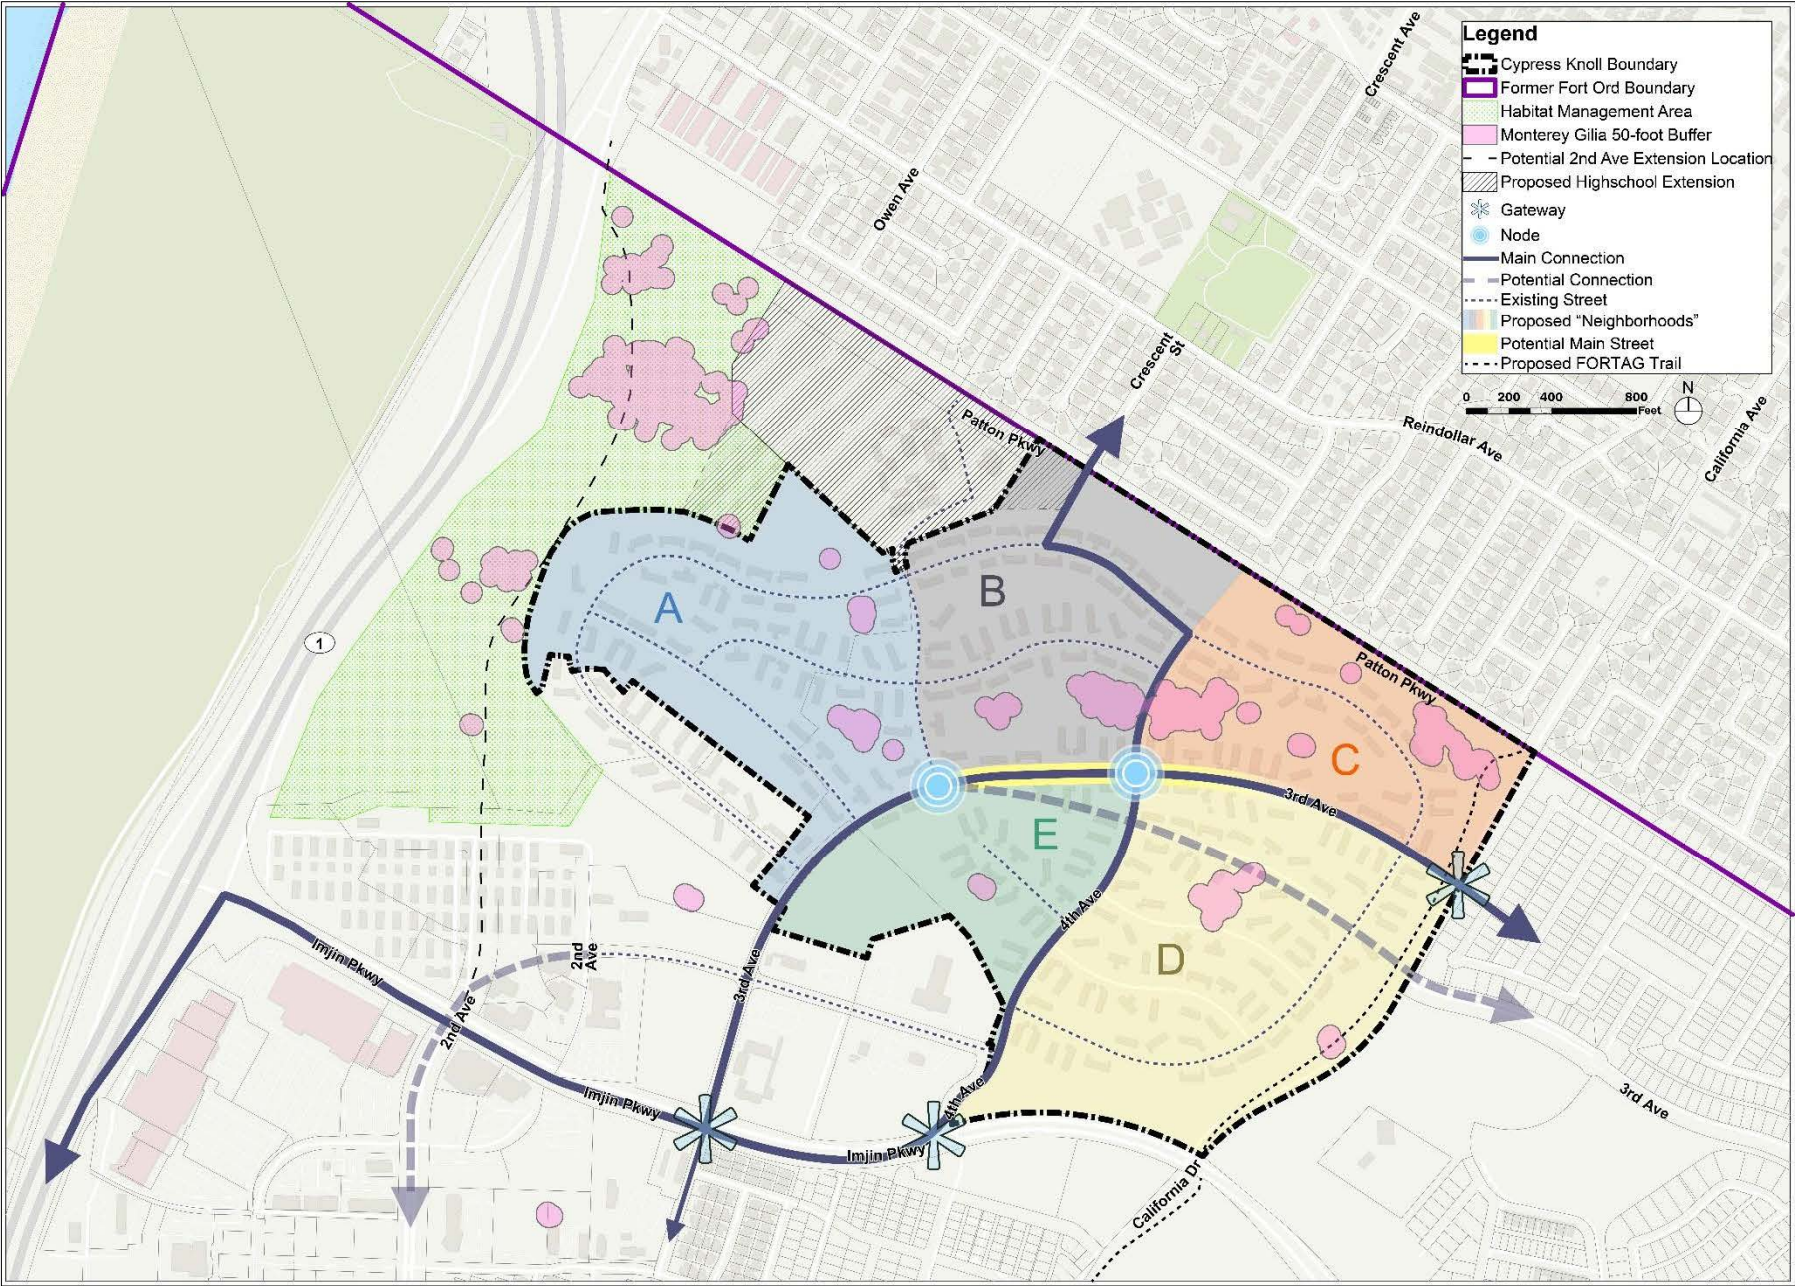 Legend
Cypress Knoll Boundary
Former Fort Ord Boundary
Habitat Management Area
Monterey Gilia 50-foot Buffer
Potential 2nd Ave Extension Location
Proposed Highschool Extension
Gateway
Node
Main Connection
Potential Connection
Existing Street
Proposed “Neighborhoods”
Potential Main Street
Proposed FORTAG Trail
0 200 400 800
Feet
N
Crescent Ave
Owen Ave
Crescent
St
Reindollar Ave
California Ave
Patton Pkwy
A
B
1
Patton Pkwy
C
3rd Ave
E
4th Ave
D
Imjin Pkwy
2nd
Ave
3rd Ave
2nd Ave
Imjin Pkwy
4th Ave
Imjin Pkwy
California Dr
3rd Ave